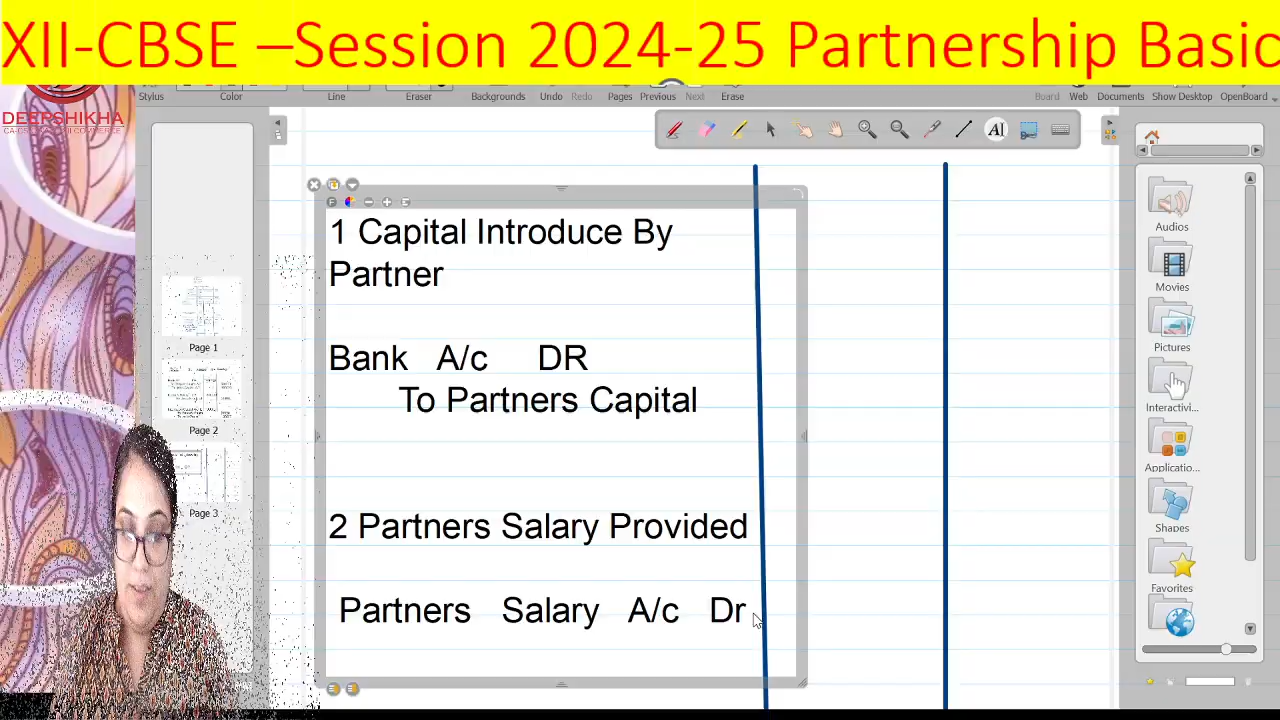 XII-CBSE –Session 2024-25 Partnership Basic
DEEPSHIKHA
Stylus Color Line Eraser Backgrounds Undo Redo Pages Previous Next Erase Board Web Documents Show Desktop OpenBoard
1 Capital Introduce By
Partner
Bank A/c DR
To Partners Capital
2 Partners Salary Provided
Partners Salary A/c Dr
Page 1
Page 2
Page 3
Audios
Movies
Pictures
Interactivi...
Applicatio...
Shapes
Favorites